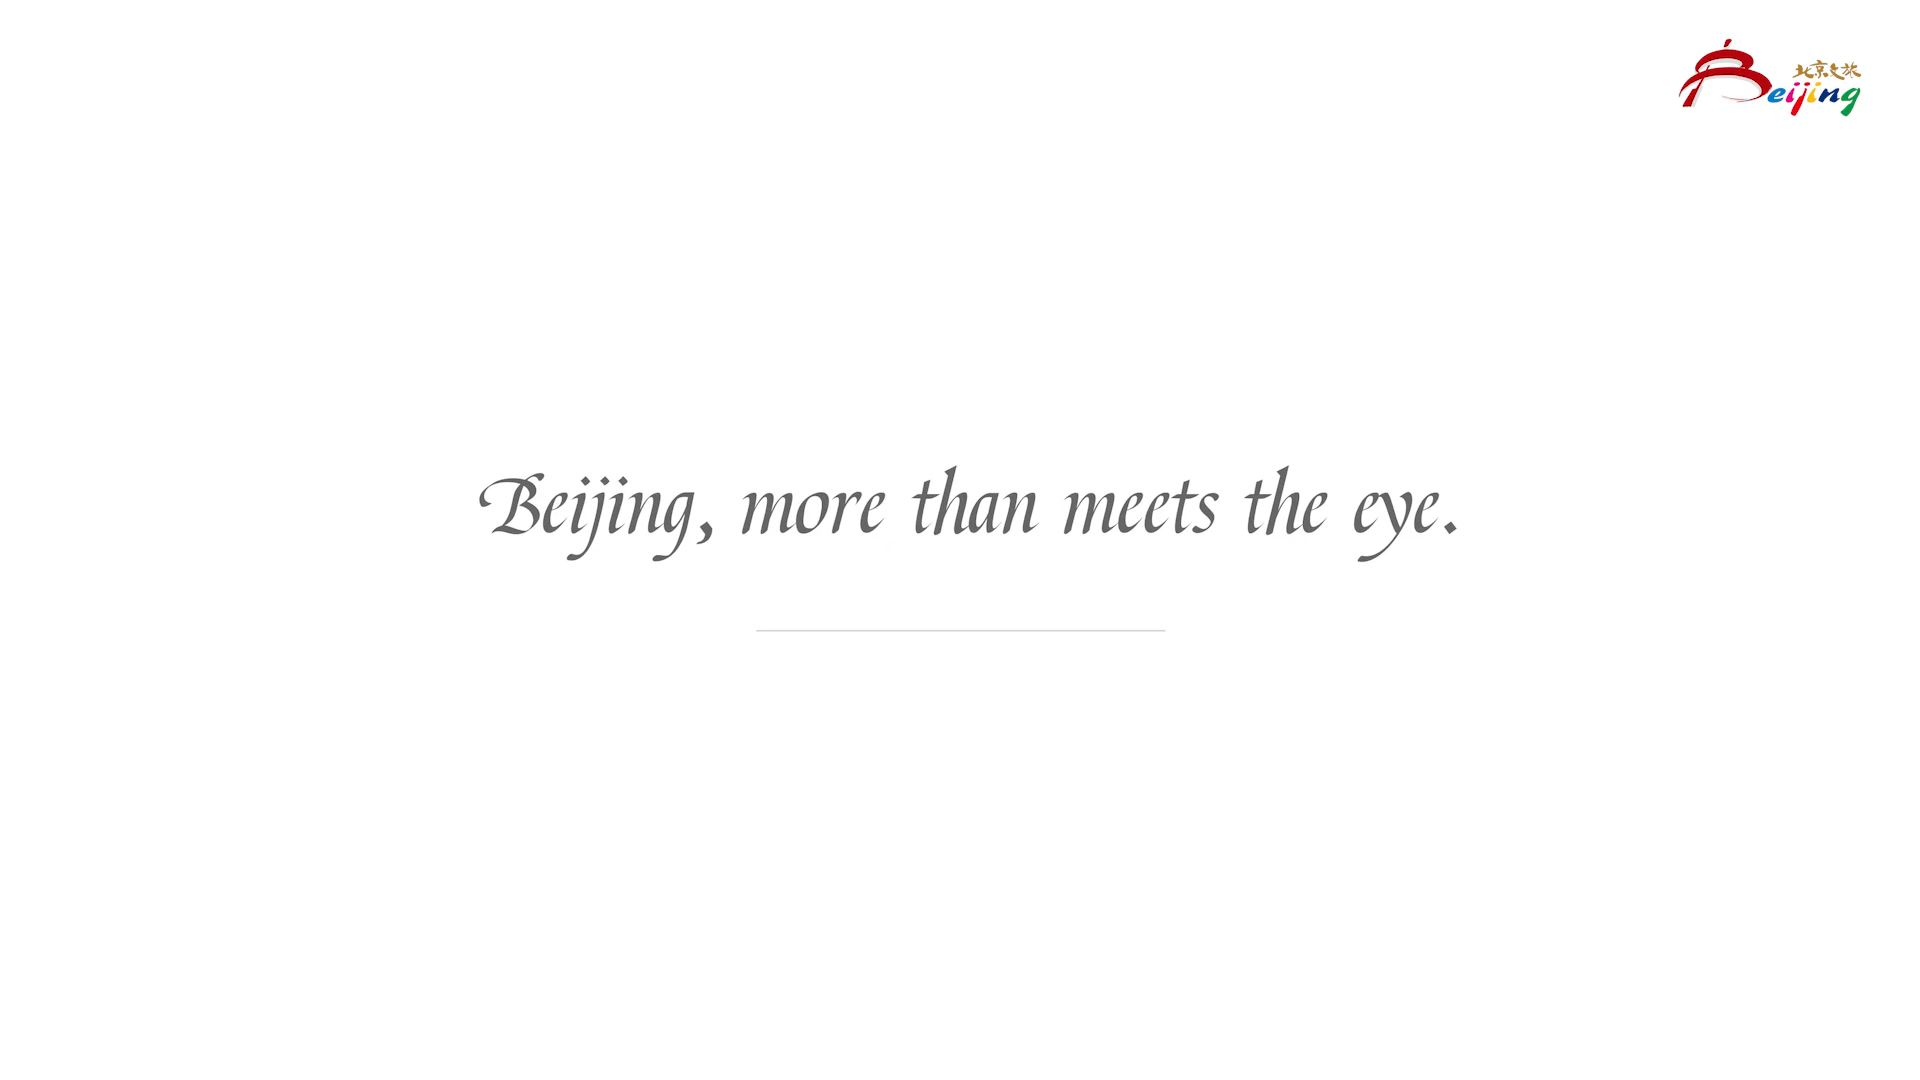 北京文旅
Beijing
Beijing, more than meets the eye.